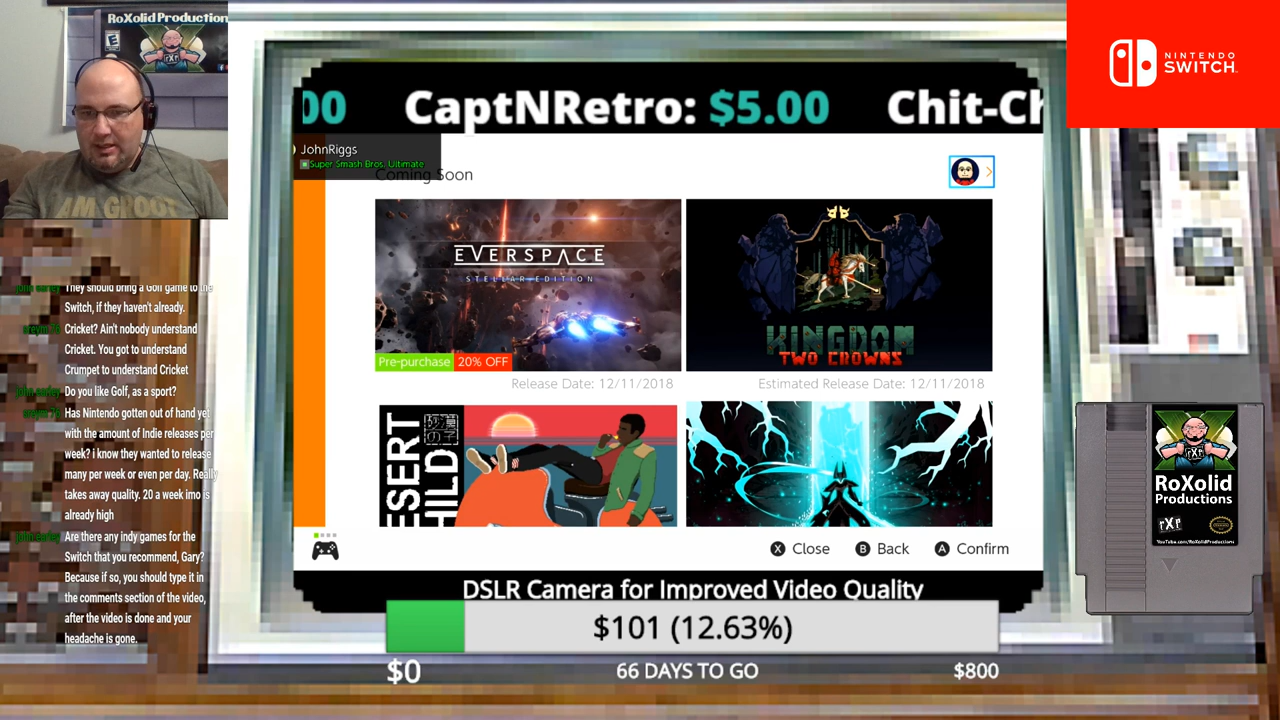 RoXolid Production
E
rXr
NINTENDO
SWITCH
00 CaptNRetro: $5.00 Chit-Ch
JohnRiggs
Super Smash Bros. Ultimate
Coming Soon
EVERSPACE
STELLAR EDITION
Pre-purchase 20% OFF
Release Date: 12/11/2018
KINGDOM
TWO CROWNS
Estimated Release Date: 12/11/2018
ESERT
HILD
X Close B Back A Confirm
DSLR Camera for Improved Video Quality
$101 (12.63%)
$0 66 DAYS TO GO $800
I AM GROOT
They should bring a Golf game to the
Switch, if they haven't already.
Cricket? Ain't nobody understand
Cricket. You got to understand
Crumpet to understand Cricket
Do you like Golf, as a sport?
Has Nintendo gotten out of hand yet
with the amount of Indie releases per
week? i know they wanted to release
many per week or even per day. Really
takes away quality. 20 a week imo is
already high
Are there any indy games for the
Switch that you recommend, Gary?
Because if so, you should type it in
the comments section of the video,
after the video is done and your
headache is gone.
rXr
RoXolid
Productions
rXr
YouTube.com/RoXolidProductions